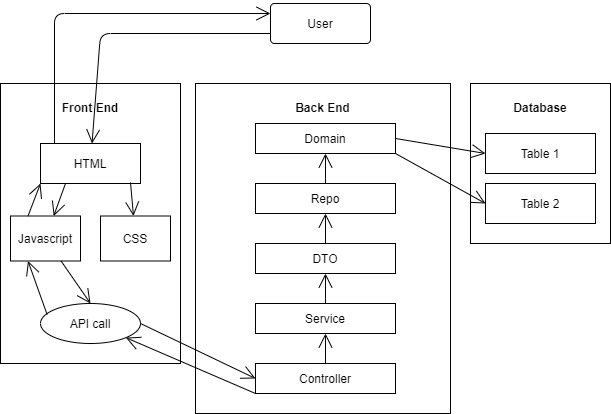 User
Front End
HTML
Javascript
CSS
API call
Back End
Domain
Repo
DTO
Service
Controller
Database
Table 1
Table 2